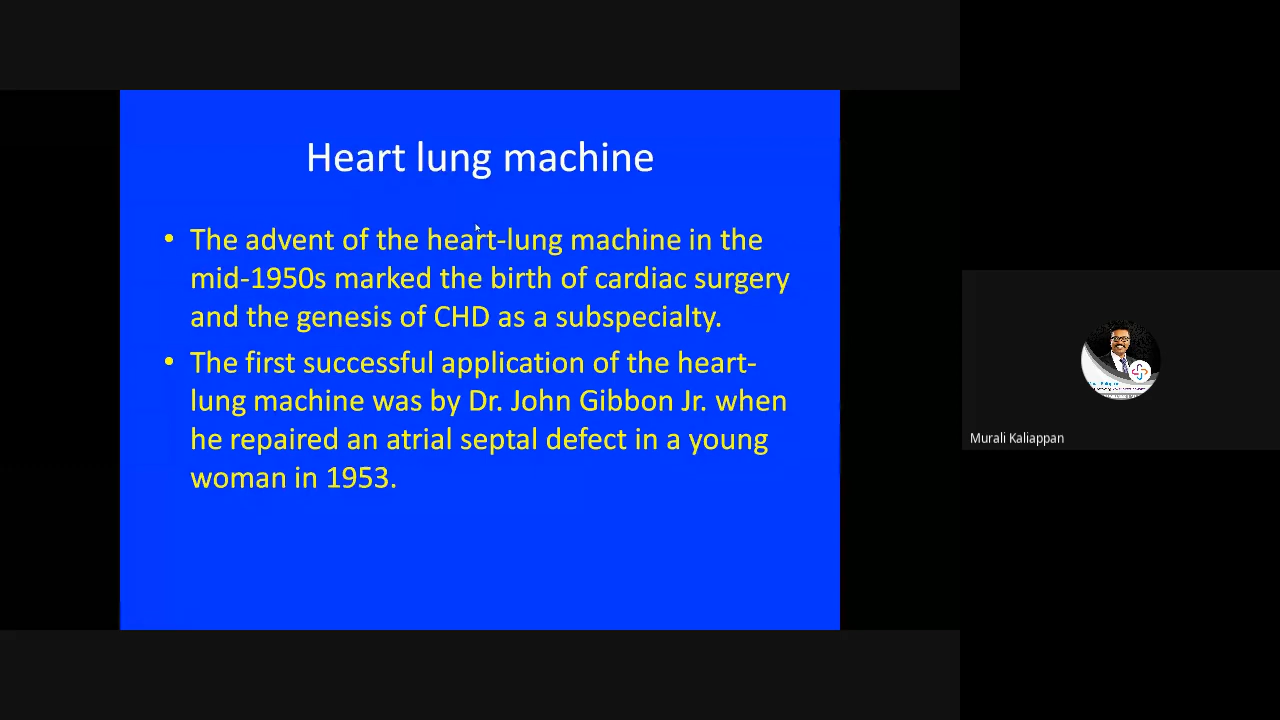 Heart lung machine
• The advent of the heart-lung machine in the
mid-1950s marked the birth of cardiac surgery
and the genesis of CHD as a subspecialty.
• The first successful application of the heart-
lung machine was by Dr. John Gibbon Jr. when
he repaired an atrial septal defect in a young
woman in 1953.
Murali Kaliappan